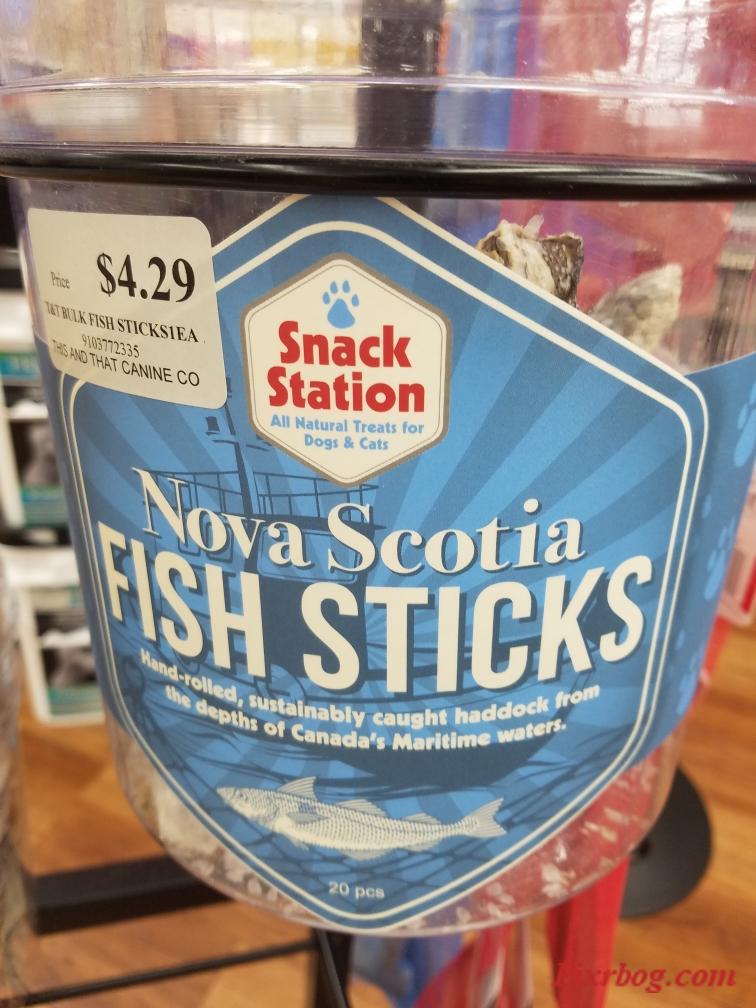 Price $4.29
T&T BULK FISH STICKS1EA
9103772335
THIS AND THAT CANINE CO
Snack
Station
All Natural Treats for
Dogs & Cats
Nova Scotia
FISH STICKS
Hand-rolled, sustainably caught haddock from
the depths of Canada's Maritime waters.
20 pcs